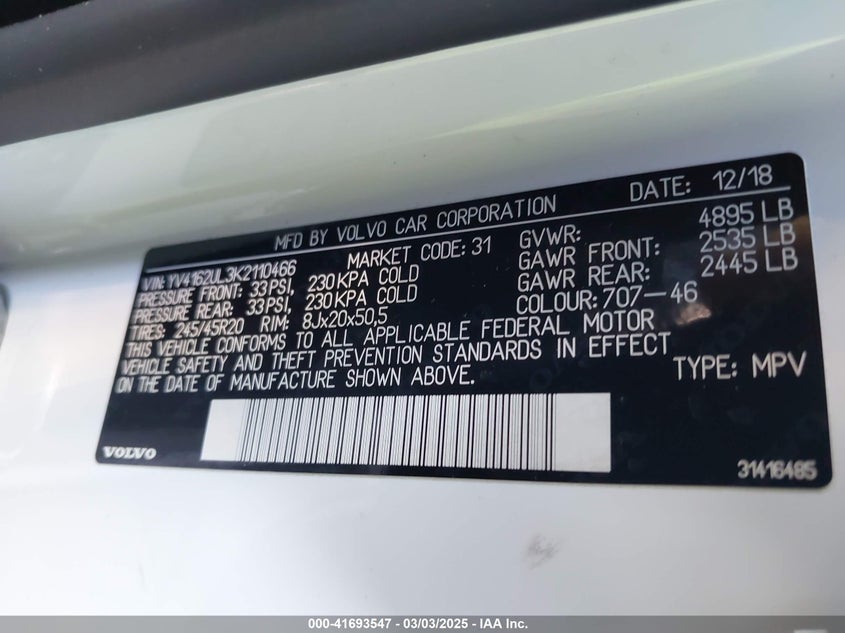 MFD BY VOLVO CAR CORPORATION DATE: 12/18
VIN: YV4162UL3K2110466 MARKET CODE: 31 GVWR: 4895 LB
PRESSURE FRONT: 33PSI, 230KPA COLD GAWR FRONT: 2535 LB
PRESSURE REAR: 33PSI, 230KPA COLD GAWR REAR: 2445 LB
TIRES: 245/45R20 RIM: 8Jx20x50,5 COLOUR: 707-46
THIS VEHICLE CONFORMS TO ALL APPLICABLE FEDERAL MOTOR
VEHICLE SAFETY AND THEFT PREVENTION STANDARDS IN EFFECT
ON THE DATE OF MANUFACTURE SHOWN ABOVE. TYPE: MPV
VOLVO 31416485
000-41693547 - 03/03/2025 - IAA Inc.